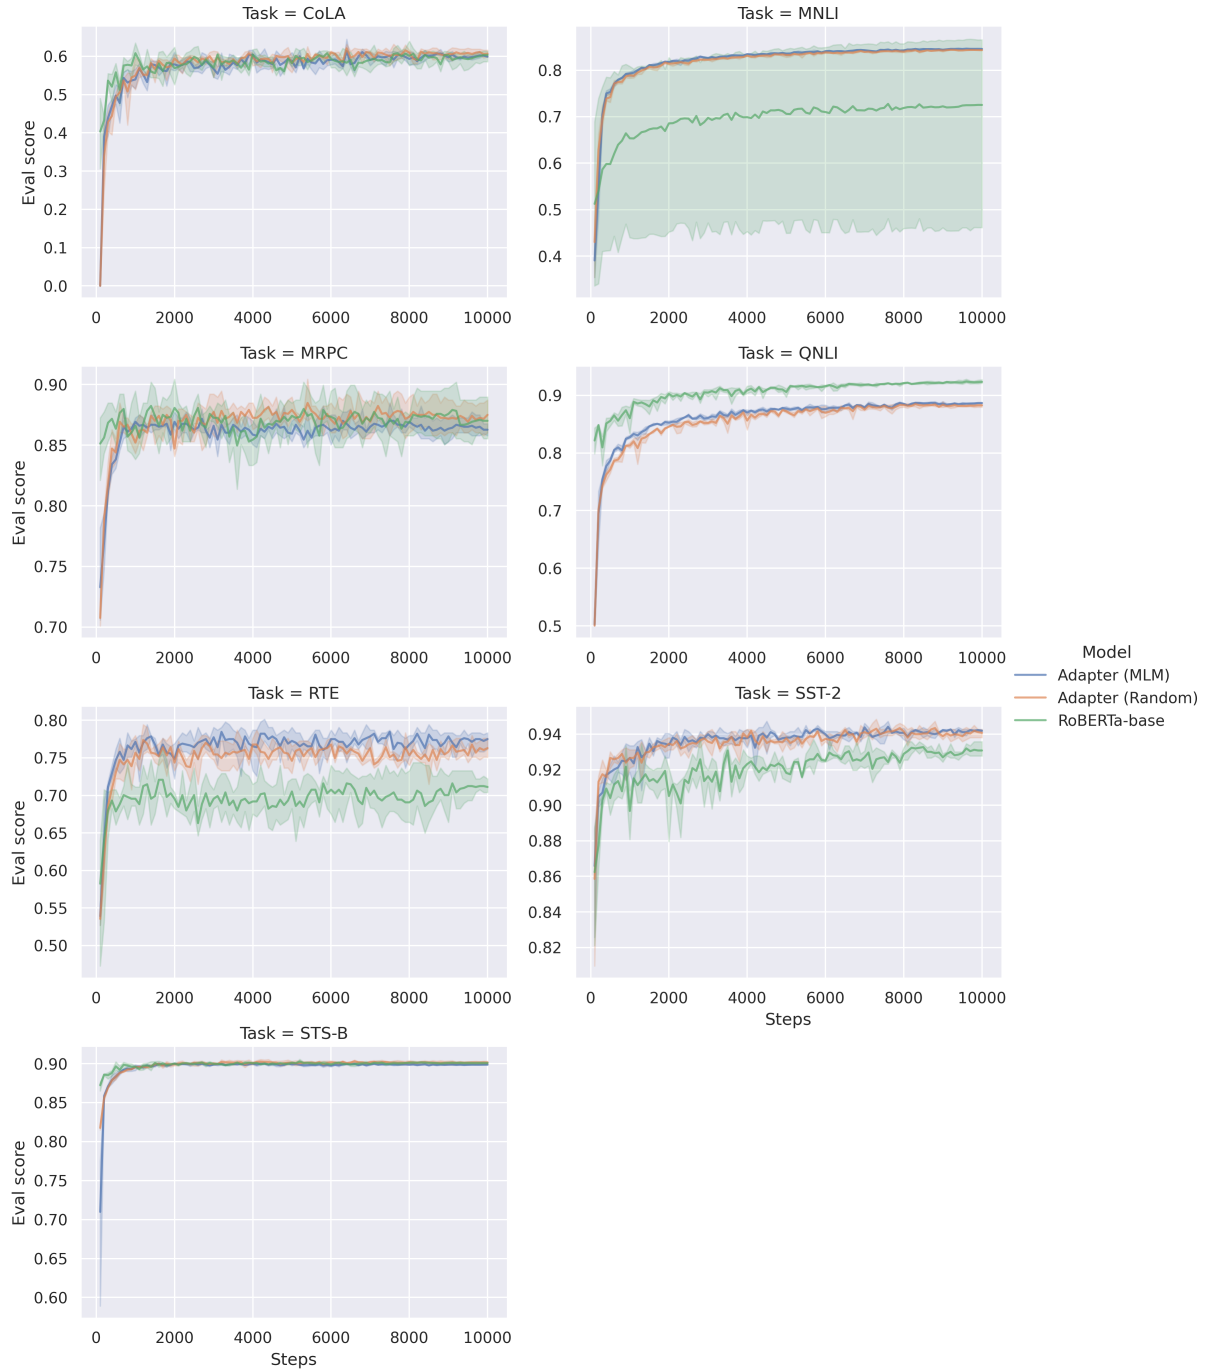 Task = CoLA
Eval score
0.6
0.5
0.4
0.3
0.2
0.1
0.0
0 2000 4000 6000 8000 10000
Task = MNLI
0.8
0.7
0.6
0.5
0.4
0 2000 4000 6000 8000 10000
Task = MRPC
Eval score
0.90
0.85
0.80
0.75
0.70
0 2000 4000 6000 8000 10000
Task = QNLI
0.9
0.8
0.7
0.6
0.5
0 2000 4000 6000 8000 10000
Model
Adapter (MLM)
Adapter (Random)
RoBERTa-base
Task = RTE
Eval score
0.80
0.75
0.70
0.65
0.60
0.55
0.50
0 2000 4000 6000 8000 10000
Task = SST-2
0.94
0.92
0.90
0.88
0.86
0.84
0.82
0 2000 4000 6000 8000 10000
Steps
Task = STS-B
Eval score
0.90
0.85
0.80
0.75
0.70
0.65
0.60
0 2000 4000 6000 8000 10000
Steps